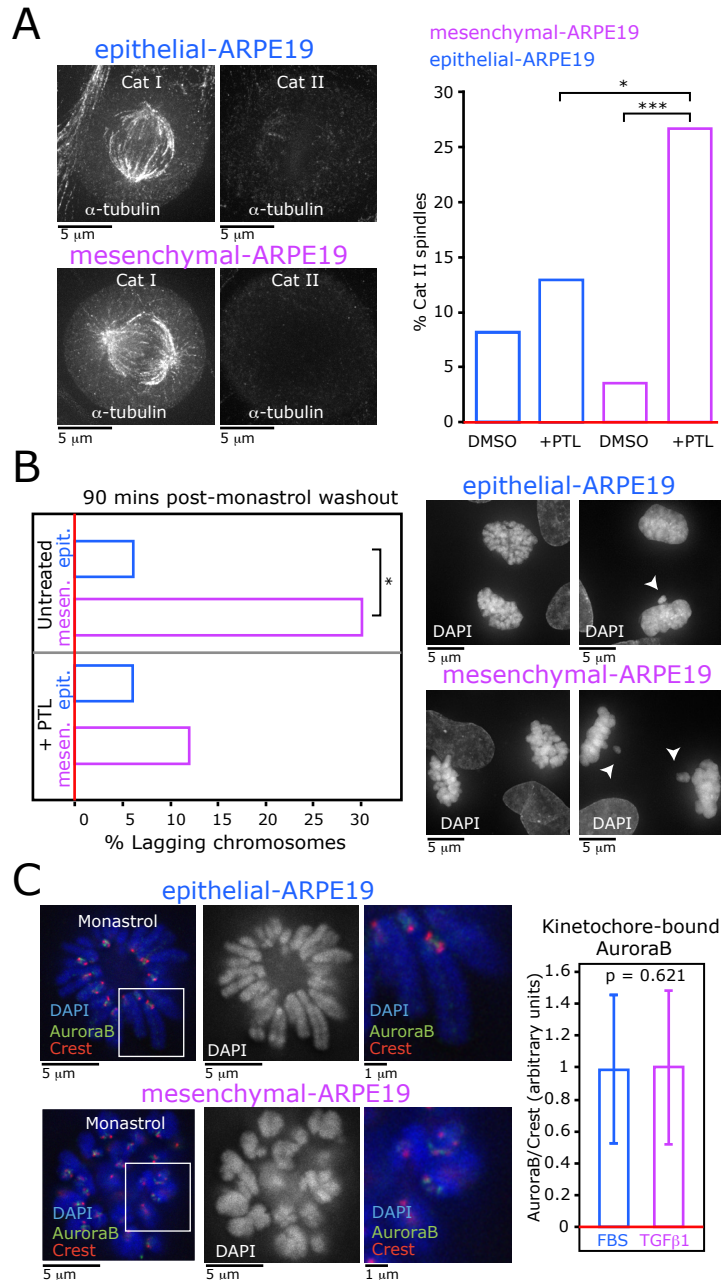 A
epithelial-ARPE19
Cat I
Cat II
α-tubulin
α-tubulin
5 μm
5 μm
mesenchymal-ARPE19
Cat I
Cat II
α-tubulin
α-tubulin
5 μm
5 μm
mesenchymal-ARPE19
epithelial-ARPE19
% Cat II spindles
30
25
20
15
10
5
0
*
***
DMSO
+PTL
DMSO
+PTL
B
90 mins post-monastrol washout
Untreated
epit.
mesen.
*
+ PTL
epit.
mesen.
0
5
10
15
20
25
30
% Lagging chromosomes
epithelial-ARPE19
DAPI
DAPI
5 μm
5 μm
mesenchymal-ARPE19
DAPI
DAPI
5 μm
5 μm
C
epithelial-ARPE19
Monastrol
DAPI
AuroraB
Crest
DAPI
DAPI
AuroraB
Crest
5 μm
5 μm
1 μm
mesenchymal-ARPE19
Monastrol
DAPI
AuroraB
Crest
DAPI
DAPI
AuroraB
Crest
5 μm
5 μm
1 μm
Kinetochore-bound
AuroraB
p = 0.621
AuroraB/Crest (arbitrary units)
1.6
1.4
1.2
1
0.8
0.6
0.4
0.2
0
FBS
TGFβ1